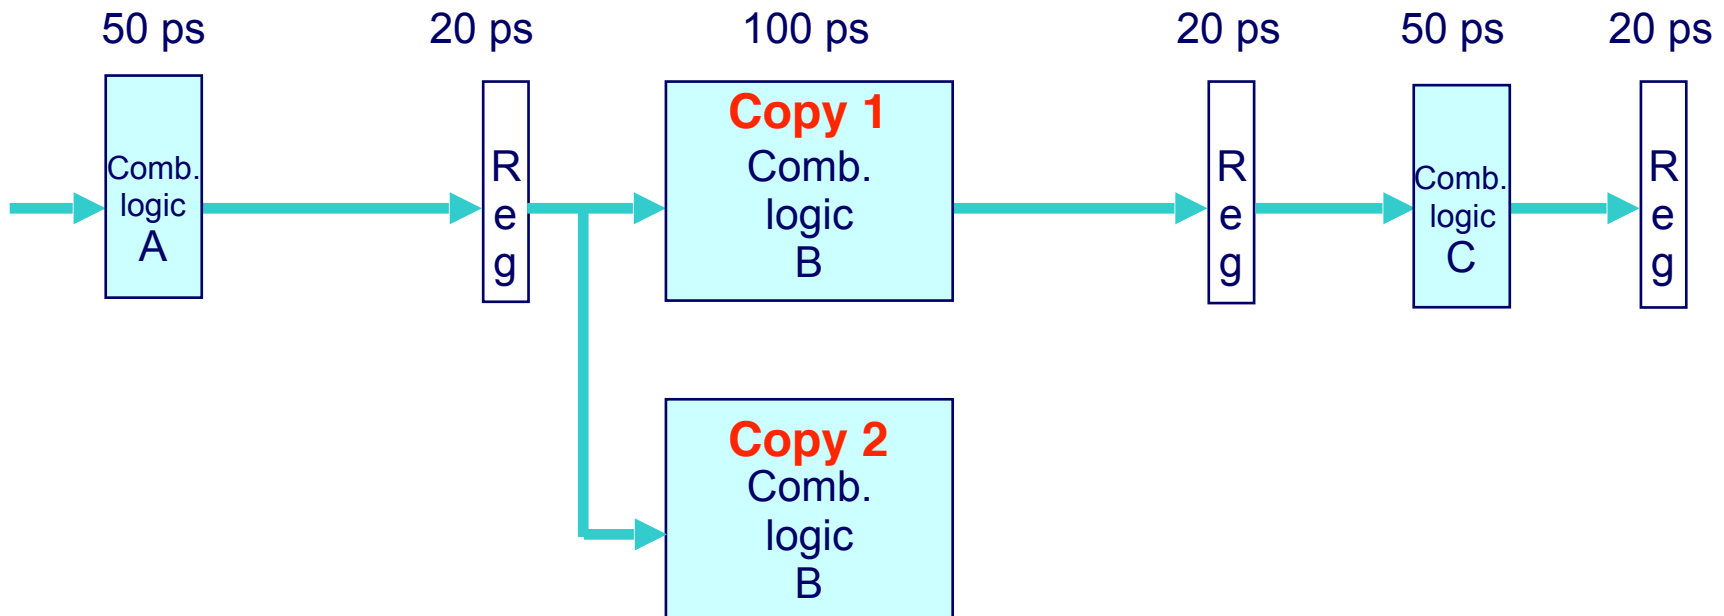 50 ps
20 ps
100 ps
20 ps
50 ps
20 ps
Comb.
logic
A
R
e
g
Copy 1
Comb.
logic
B
R
e
g
Comb.
logic
C
R
e
g
Copy 2
Comb.
logic
B